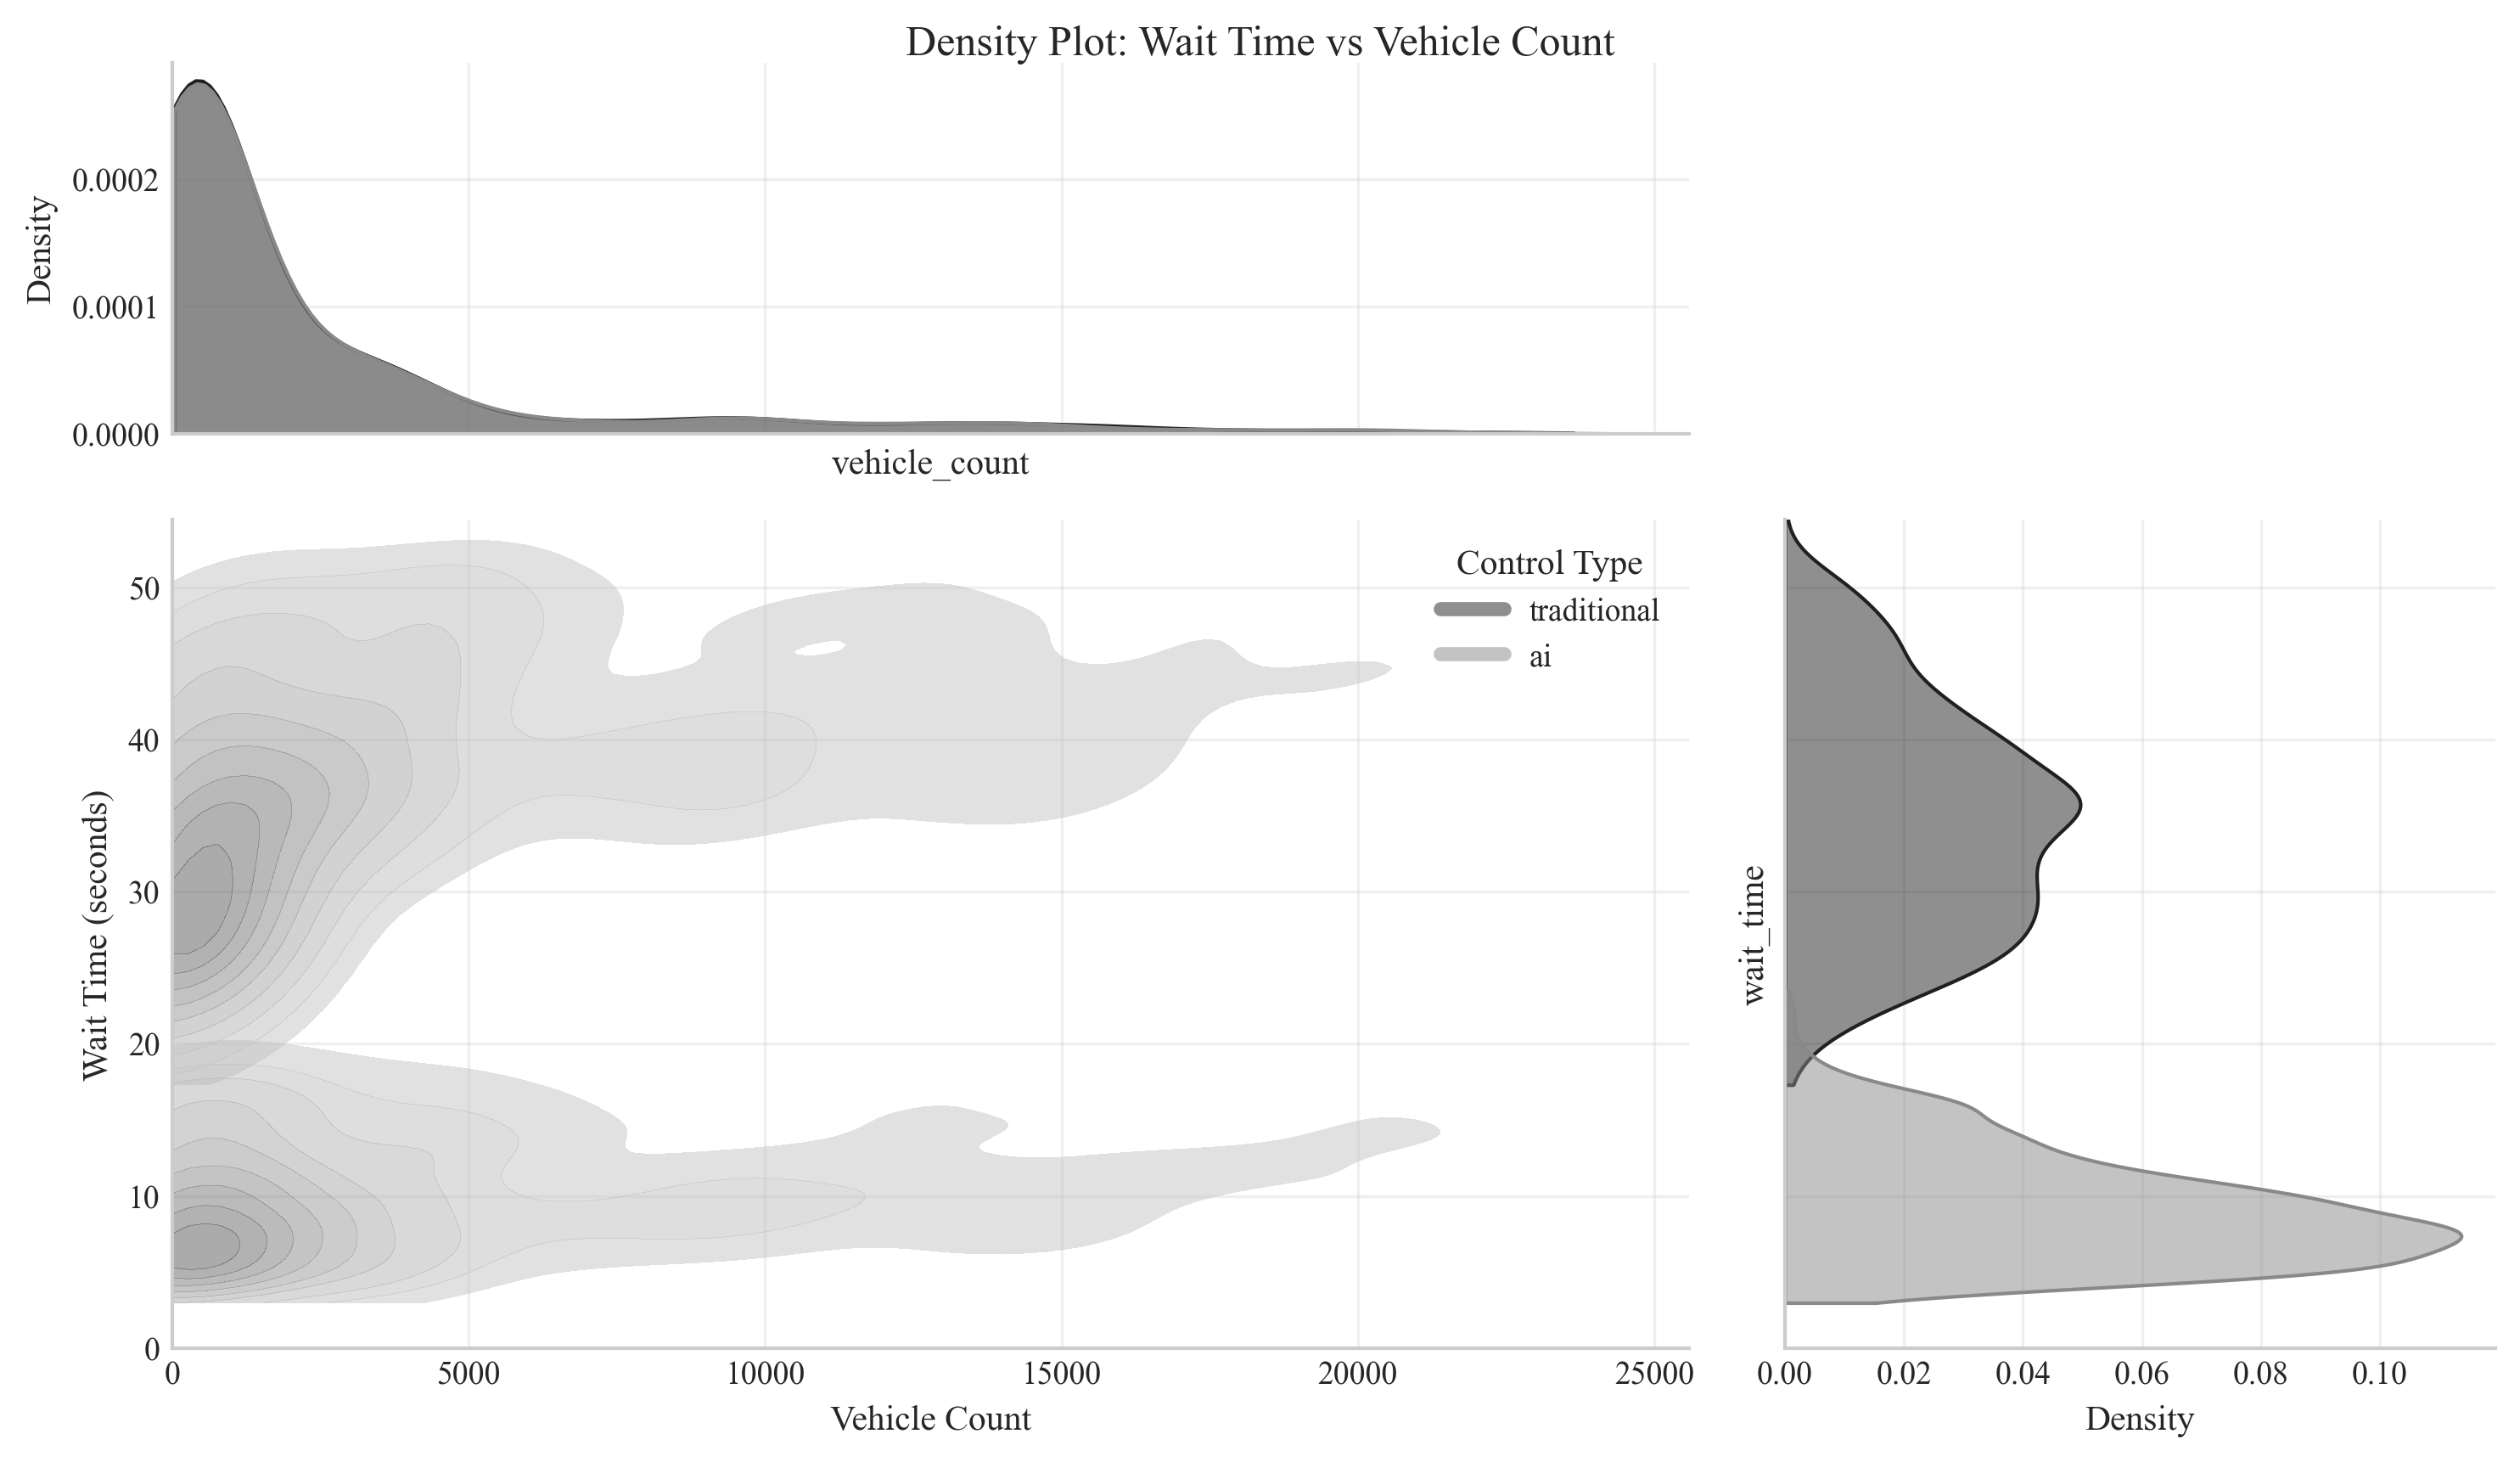 Density Plot: Wait Time vs Vehicle Count
Density
0.0002
0.0001
0.0000
vehicle_count
Wait Time (seconds)
50
40
30
20
10
0
0 5000 10000 15000 20000 25000
Vehicle Count
Control Type
traditional
ai
wait_time
0.00 0.02 0.04 0.06 0.08 0.10
Density